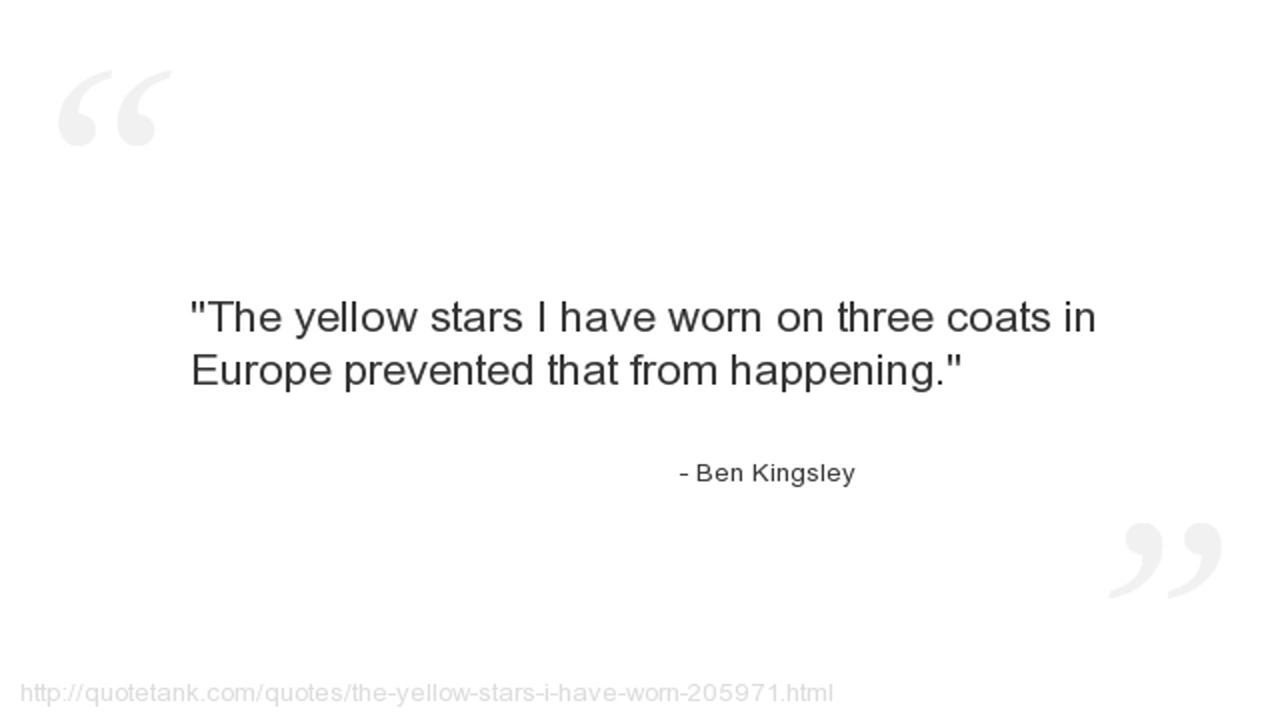 "The yellow stars I have worn on three coats in
Europe prevented that from happening."
- Ben Kingsley
http://quotetank.com/quotes/the-yellow-stars-i-have-worn-205971.html